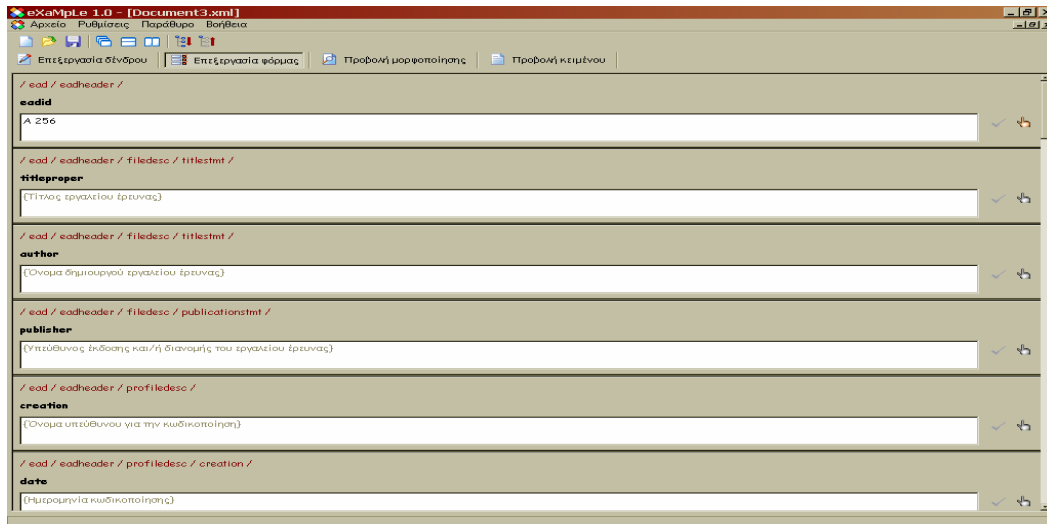 eXaMpLe 1.0 - [Document3.xml]
Αρχείο Ρυθμίσεις Παράθυρο Βοήθεια
Επεξεργασία δένδρου Επεξεργασία φόρμας Προβολή μορφοποίησης Προβολή κειμένου
/ ead / eadheader /
eadid
A 256
/ ead / eadheader / filedesc / titlestmt /
titleproper
{Τίτλος εργαλείου έρευνας}
/ ead / eadheader / filedesc / titlestmt /
author
{Όνομα δημιουργού εργαλείου έρευνας}
/ ead / eadheader / filedesc / publicationstmt /
publisher
{Υπεύθυνος έκδοσης και/ή διανομής του εργαλείου έρευνας}
/ ead / eadheader / profiledesc /
creation
{Όνομα υπεύθυνου για την κωδικοποίηση}
/ ead / eadheader / profiledesc / creation /
date
{Ημερομηνία κωδικοποίησης}